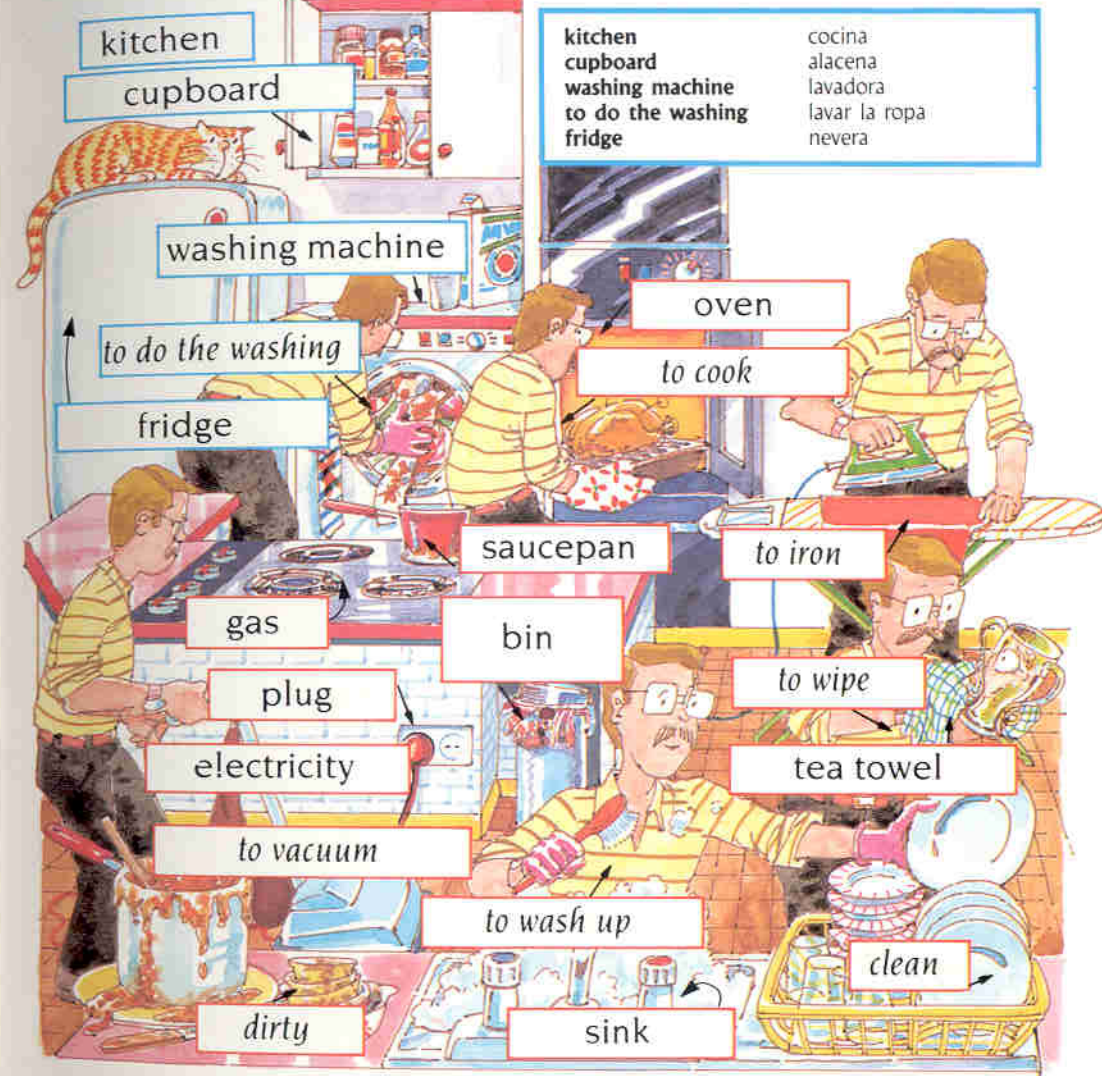 kitchen
cupboard
kitchen cocina
cupboard alacena
washing machine lavadora
to do the washing lavar la ropa
fridge nevera
washing machine
oven
to do the washing
to cook
fridge
saucepan
to iron
gas
bin
plug
to wipe
electricity
tea towel
to vacuum
to wash up
clean
dirty
sink